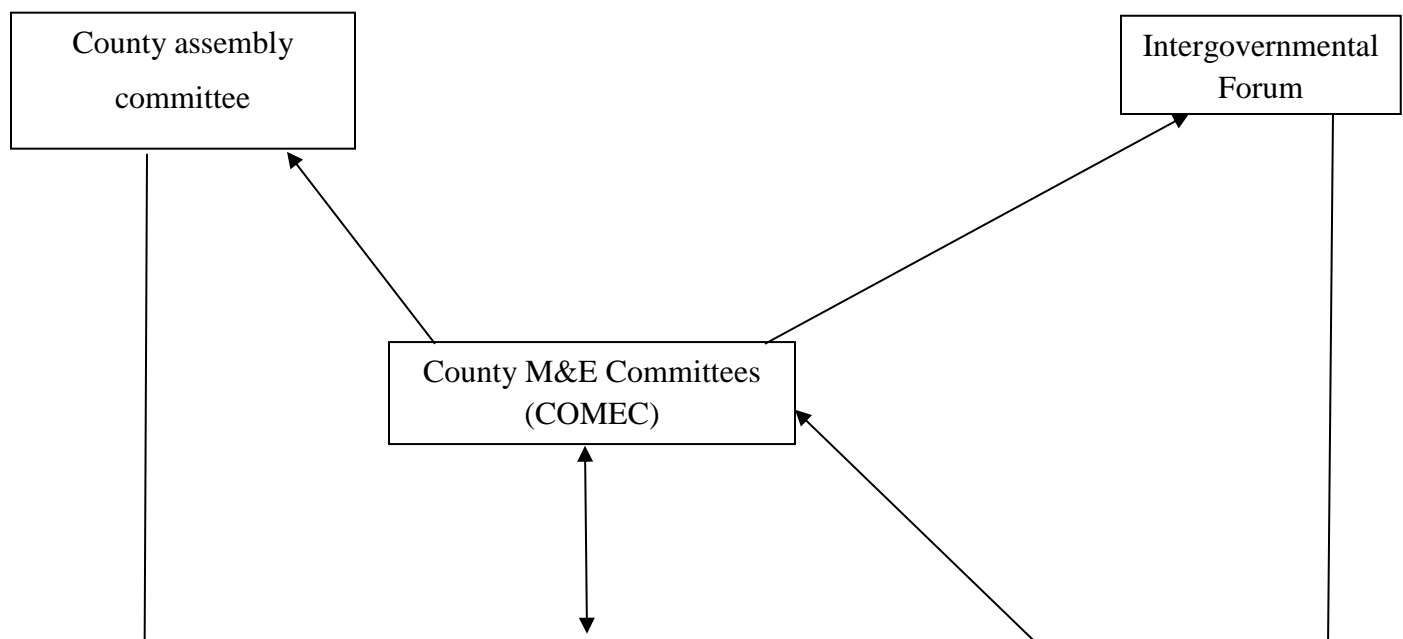 County assembly
committee
Intergovernmental
Forum
County M&E Committees
(COMEC)